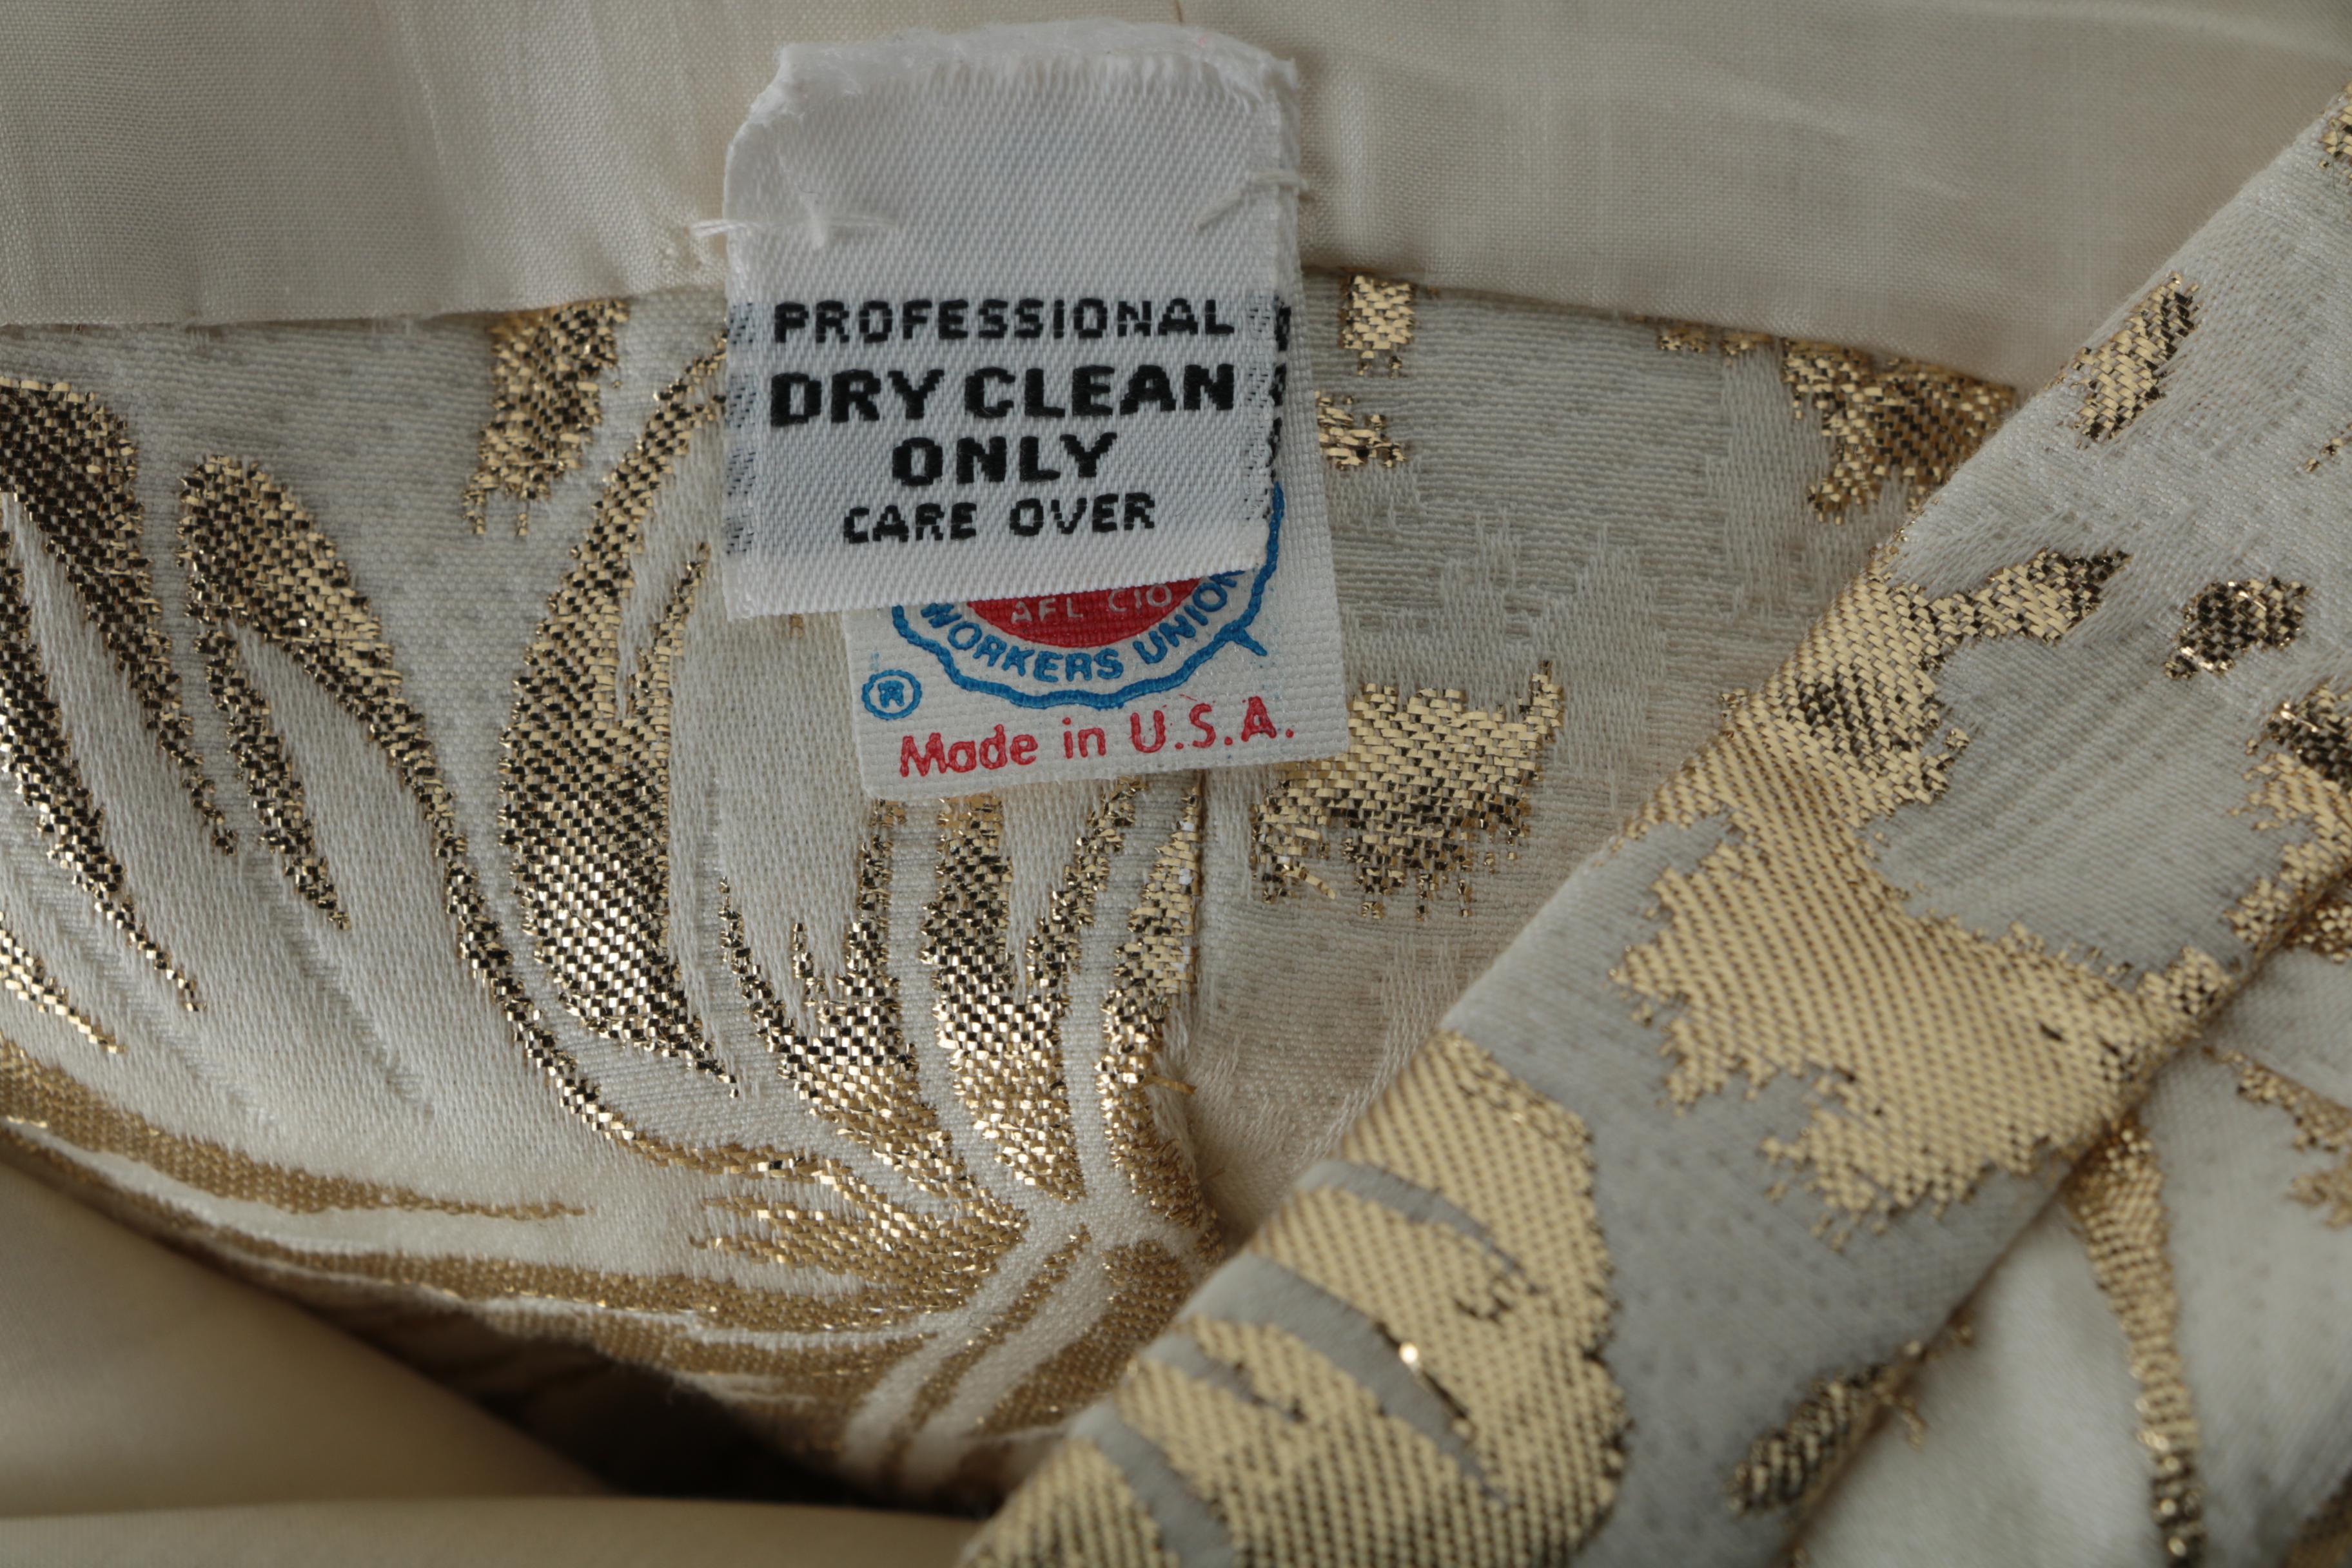 PROFESSIONAL
DRY CLEAN
ONLY
CARE OVER
AFL CIO
WORKERS UNION
®
Made in U.S.A.